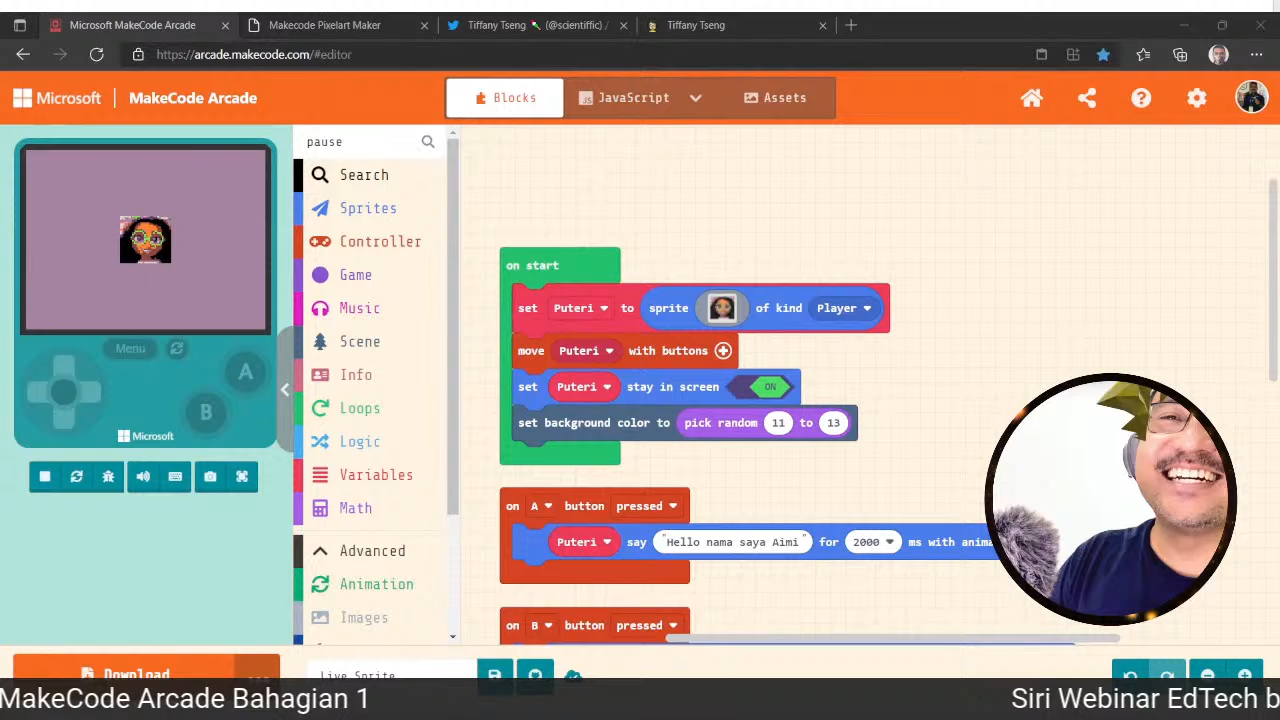 Microsoft MakeCode Arcade
Makecode Pixelart Maker
Tiffany Tseng (@scientiffic) /
Tiffany Tseng
https://arcade.makecode.com/#editor
Microsoft
MakeCode Arcade
Blocks
JavaScript
Assets
pause
Search
Sprites
Controller
Game
Music
Scene
Info
Loops
Logic
Variables
Math
Advanced
Animation
Images
Menu
A
B
Microsoft
on start
set Puteri to sprite of kind Player
move Puteri with buttons
set Puteri stay in screen ON
set background color to pick random 11 to 13
on A button pressed
Puteri say "Hello nama saya Aimi" for 2000 ms with anima
on B button pressed
Download
Live Sprite
MakeCode Arcade Bahagian 1
Siri Webinar EdTech b